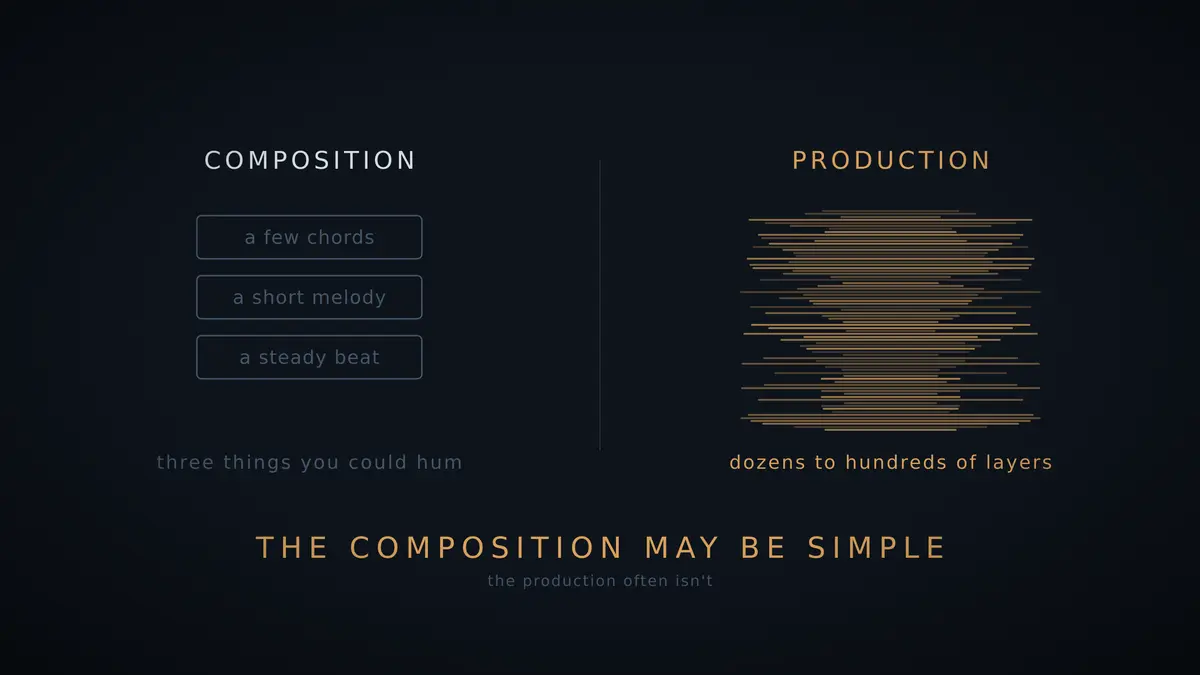 COMPOSITION
a few chords
a short melody
a steady beat
three things you could hum
PRODUCTION
dozens to hundreds of layers
THE COMPOSITION MAY BE SIMPLE
the production often isn't